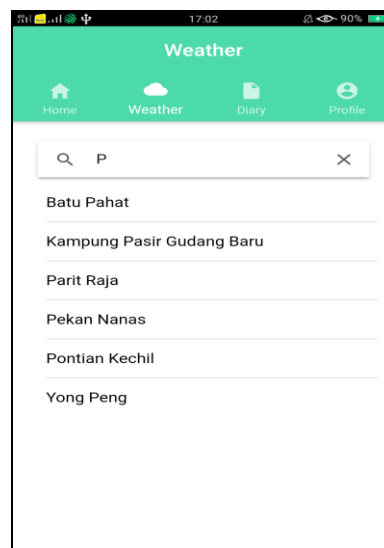 17:02
90%
Weather
Home Weather Diary Profile
P
Batu Pahat
Kampung Pasir Gudang Baru
Parit Raja
Pekan Nanas
Pontian Kechil
Yong Peng